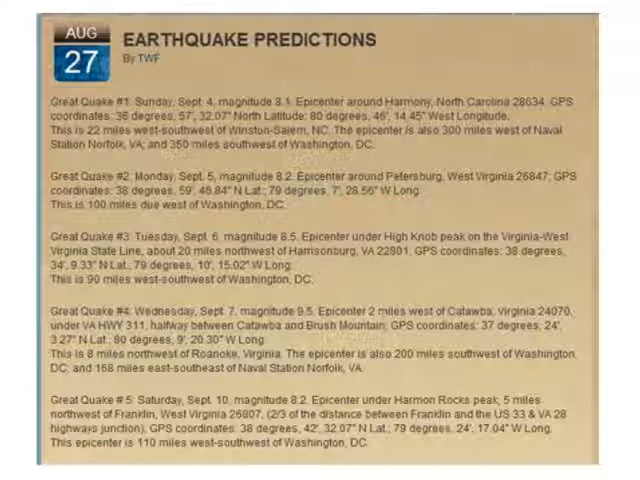 AUG
27
EARTHQUAKE PREDICTIONS
By TWF
Great Quake #1: Sunday, Sept. 4, magnitude 8.1. Epicenter around Harmony, North Carolina 28634, GPS
coordinates: 36 degrees, 57', 32.07" North Latitude: 80 degrees, 46', 14.45" West Longitude.
This is 22 miles west-southwest of Winston-Salem, NC. The epicenter is also 300 miles west of Naval
Station Norfolk, VA; and 350 miles southwest of Washington, DC.
Great Quake #2: Monday, Sept. 5, magnitude 8.2. Epicenter around Petersburg, West Virginia 26847; GPS
coordinates: 38 degrees, 59', 46.84" N Lat.; 79 degrees, 7', 28.56" W Long.
This is 100 miles due west of Washington, DC.
Great Quake #3: Tuesday, Sept. 6, magnitude 8.5. Epicenter under High Knob peak on the Virginia-West
Virginia State Line, about 20 miles northwest of Harrisonburg, VA 22801, GPS coordinates: 38 degrees,
34', 9.33" N Lat.; 79 degrees, 10', 15.02" W Long.
This is 90 miles west-southwest of Washington, DC.
Great Quake #4: Wednesday, Sept. 7, magnitude 9.5. Epicenter 2 miles west of Catawba, Virginia 24070,
under VA HWY 311, halfway between Catawba and Brush Mountain; GPS coordinates: 37 degrees, 24',
3.27" N Lat.; 80 degrees, 9', 20.30" W Long.
This is 8 miles northwest of Roanoke, Virginia. The epicenter is also 200 miles southwest of Washington,
DC; and 168 miles east-southeast of Naval Station Norfolk, VA.
Great Quake # 5: Saturday, Sept. 10, magnitude 8.2. Epicenter under Harmon Rocks peak, 5 miles
northwest of Franklin, West Virginia 26807, (2/3 of the distance between Franklin and the US 33 & VA 28
highways junction), GPS coordinates: 38 degrees, 42', 32.07" N Lat.; 79 degrees, 24', 17.04" W Long.
This epicenter is 110 miles west-southwest of Washington, DC.